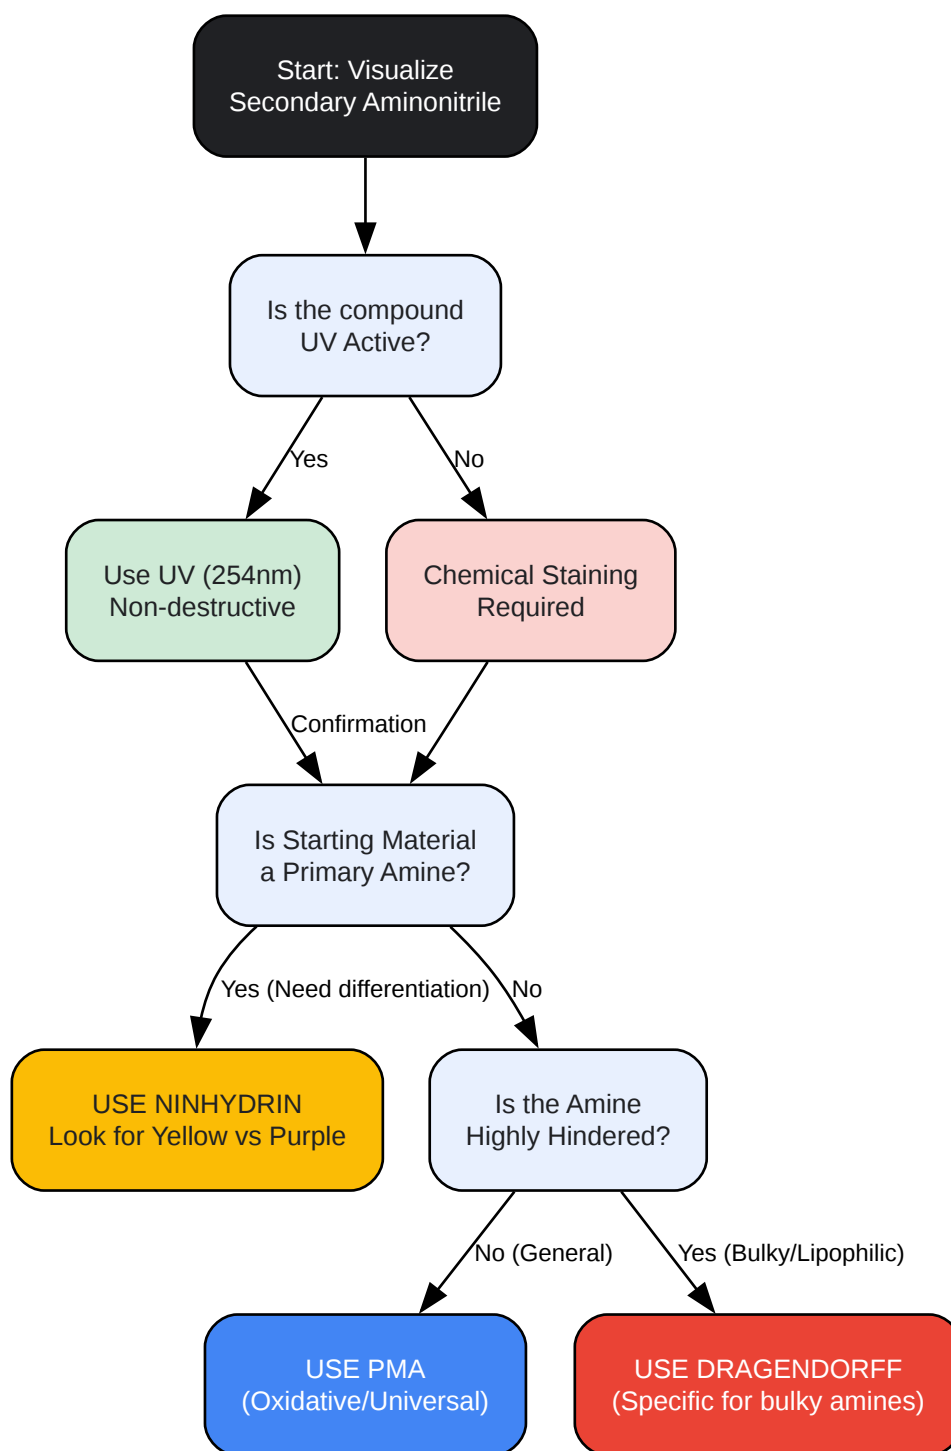 Start: Visualize
Secondary Aminonitrile
Is the compound
UV Active?
Yes
No
Use UV (254nm)
Non-destructive
Chemical Staining
Required
Confirmation
Is Starting Material
a Primary Amine?
Yes (Need differentiation)
No
USE NINHYDRIN
Look for Yellow vs Purple
Is the Amine
Highly Hindered?
No (General)
Yes (Bulky/Lipophilic)
USE PMA
(Oxidative/Universal)
USE DRAGENDORFF
(Specific for bulky amines)